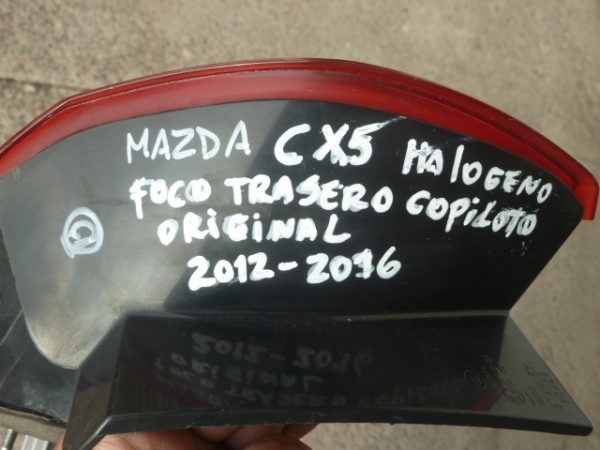 MAZDA CX5 HALOGENO
FOCO TRASERO COPILOTO
ORIGINAL
2012-2016